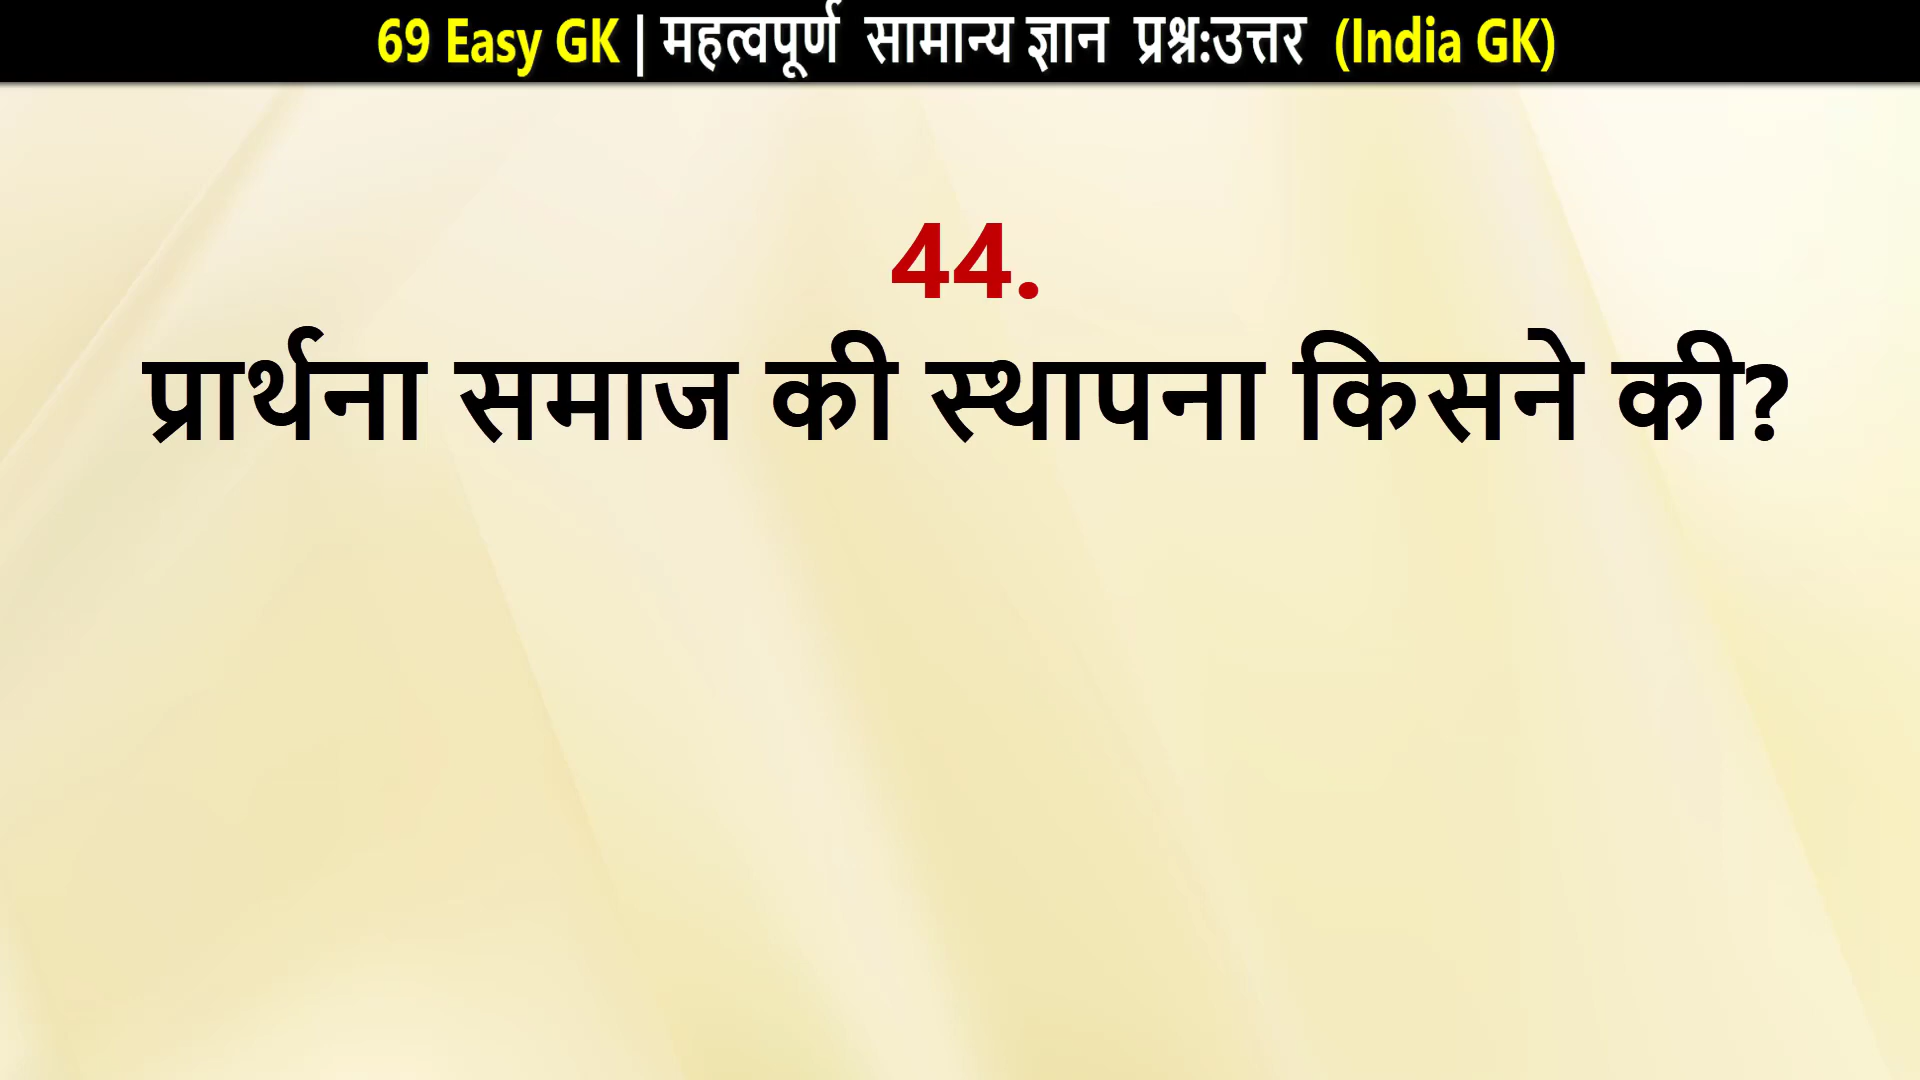 69 Easy GK | महत्वपूर्ण सामान्य ज्ञान प्रश्न:उत्तर (India GK)
44.
प्रार्थना समाज की स्थापना किसने की?